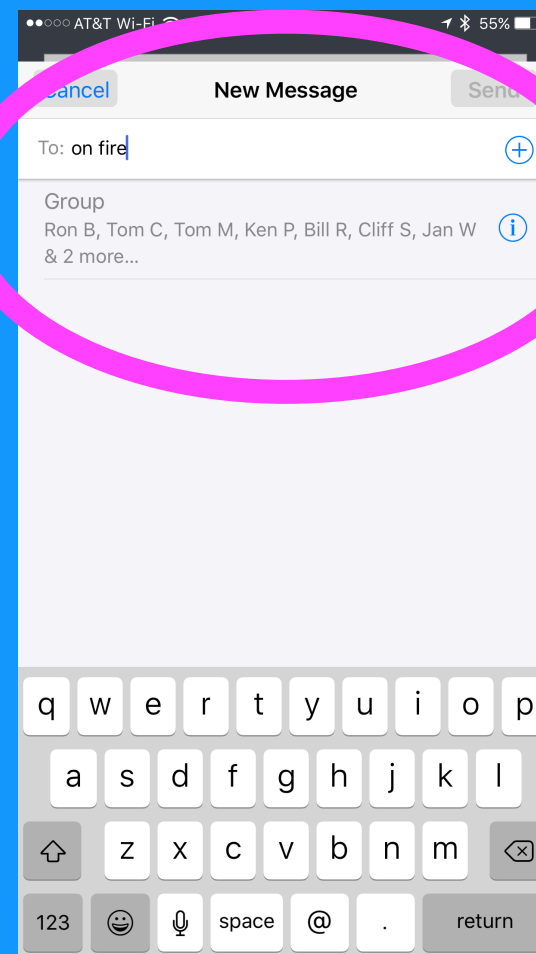 AT&T Wi-Fi 55%
Cancel New Message Send
To: on fire
Group
Ron B, Tom C, Tom M, Ken P, Bill R, Cliff S, Jan W
& 2 more...
q w e r t y u i o p
a s d f g h j k l
z x c v b n m
123 space @ . return